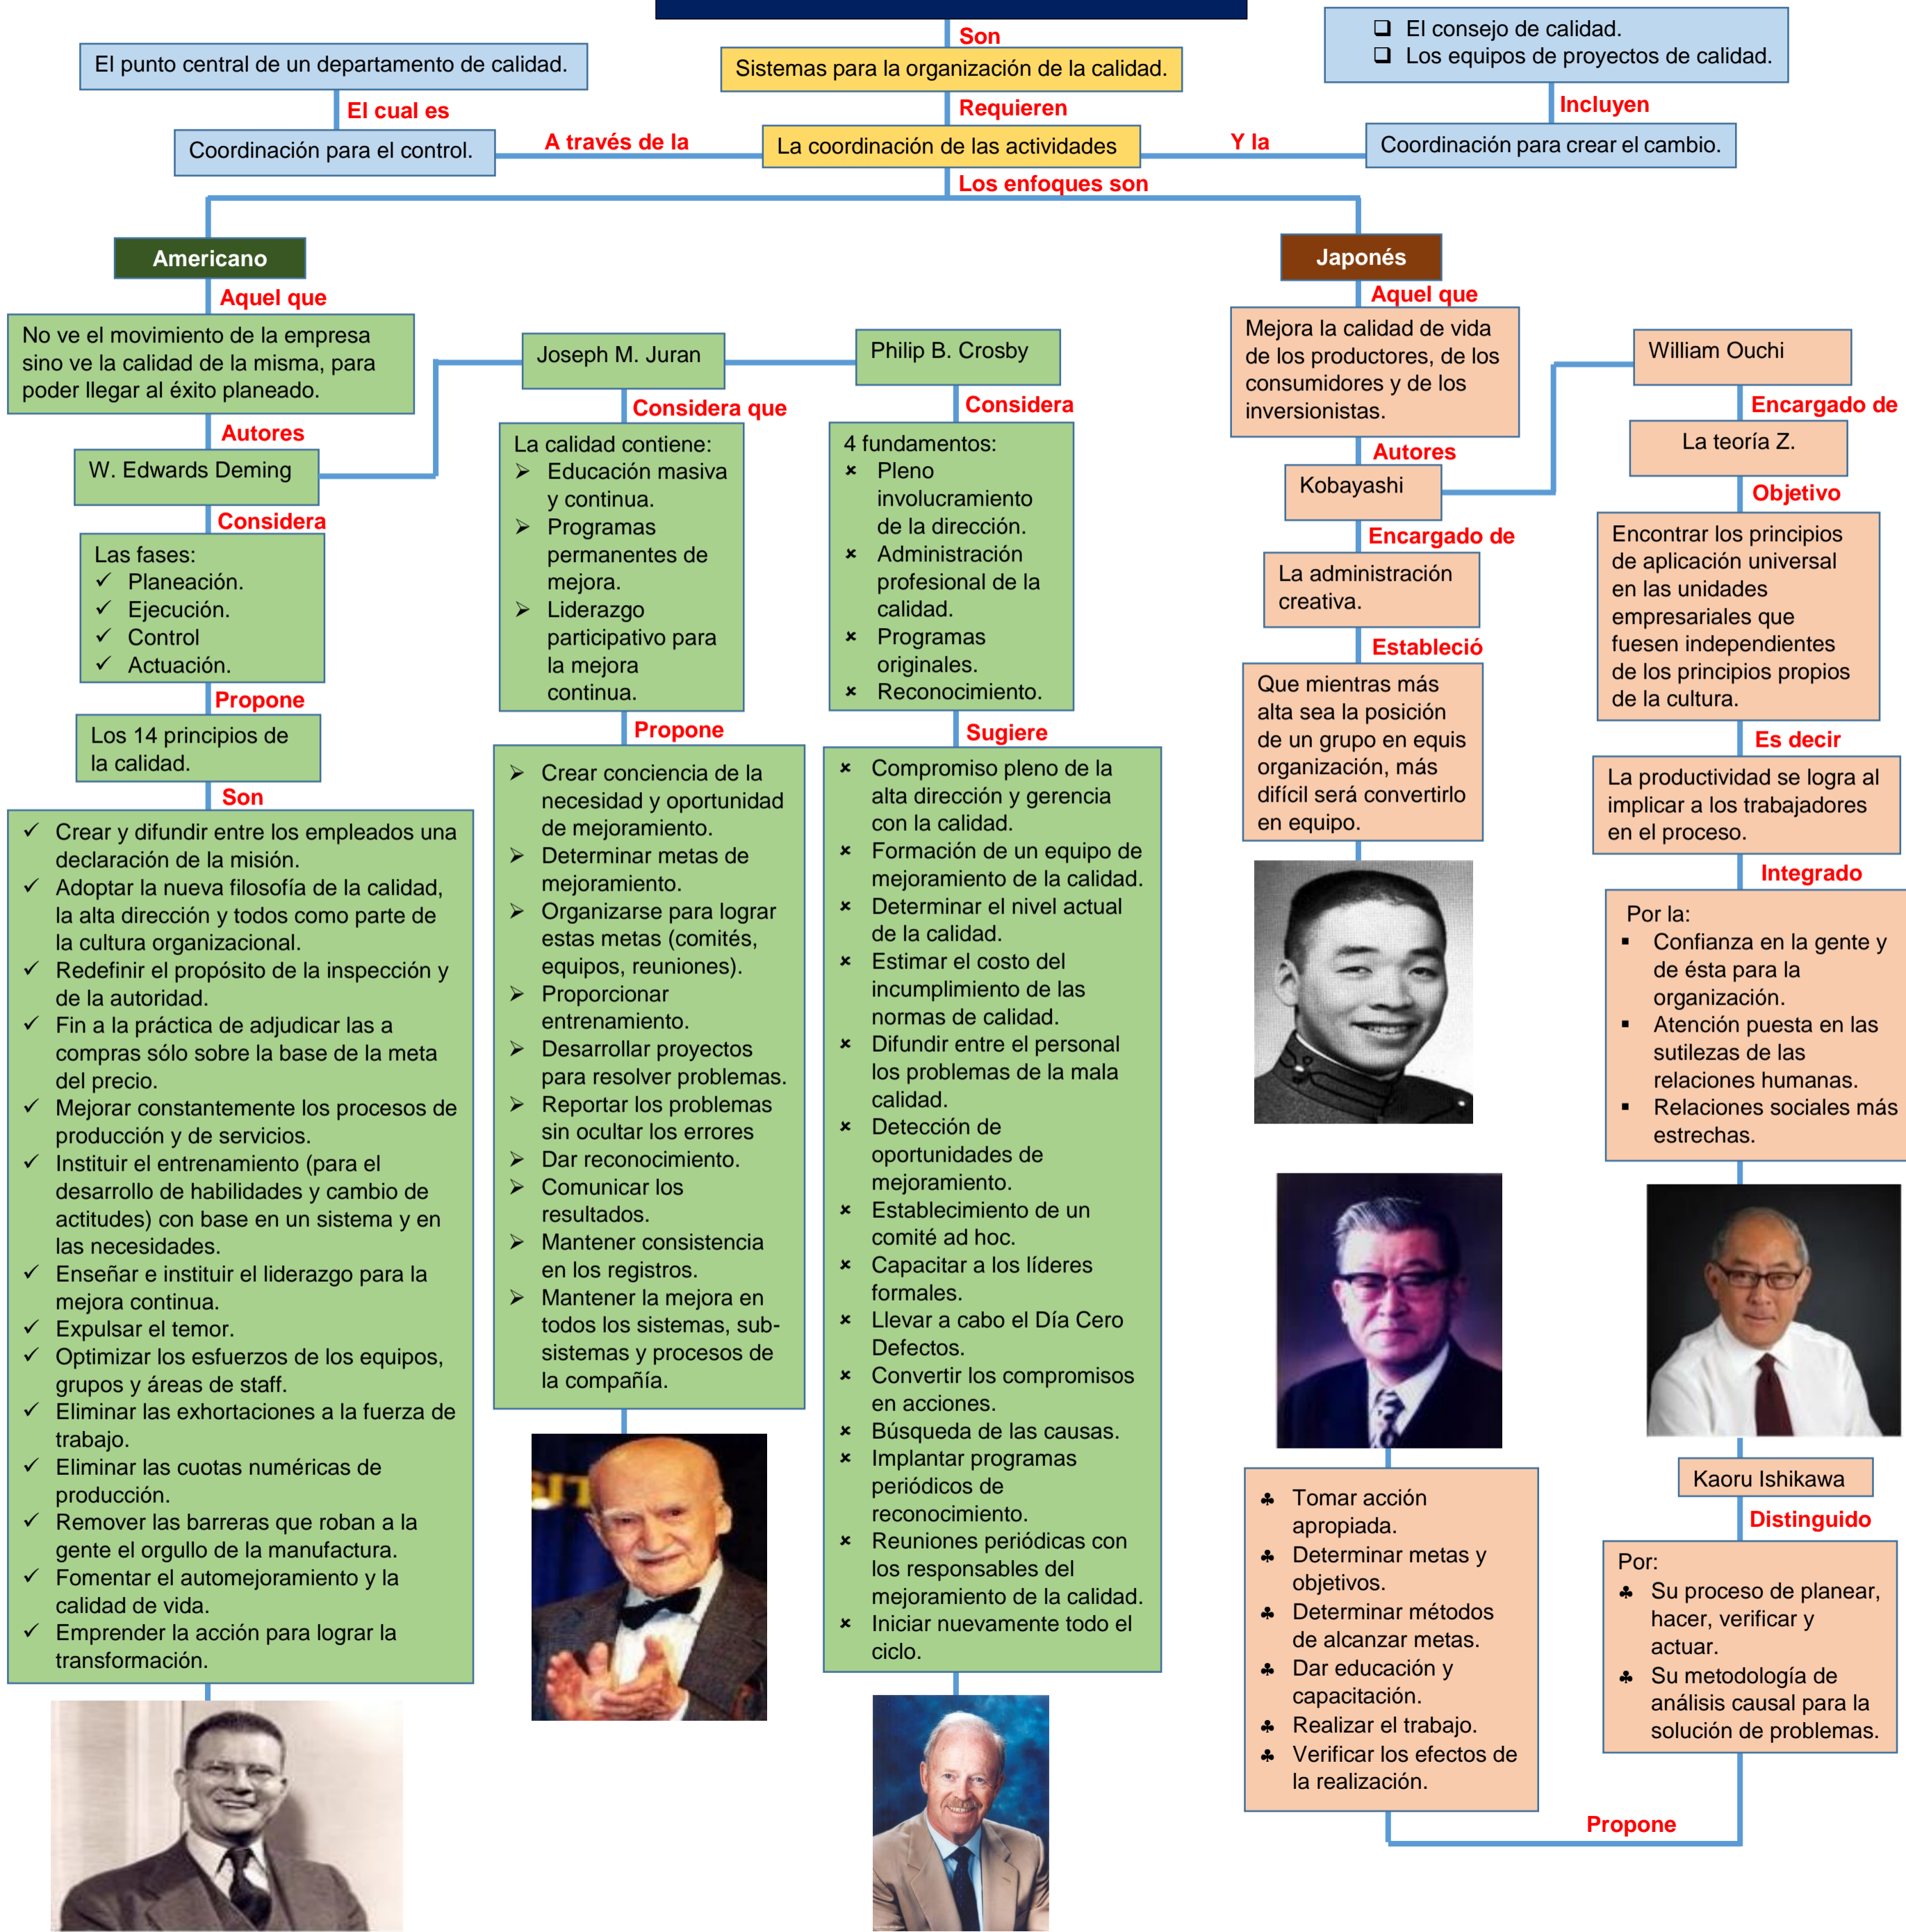 Son
El punto central de un departamento de calidad.
Sistemas para la organización de la calidad.
❑ El consejo de calidad.
❑ Los equipos de proyectos de calidad.
El cual es
Requieren
Incluyen
Coordinación para el control.
A través de la
La coordinación de las actividades
Y la
Coordinación para crear el cambio.
Los enfoques son
Americano
Aquel que
No ve el movimiento de la empresa
sino ve la calidad de la misma, para
poder llegar al éxito planeado.
Autores
W. Edwards Deming
Considera
Las fases:
✓ Planeación.
✓ Ejecución.
✓ Control
✓ Actuación.
Propone
Los 14 principios de
la calidad.
Son
✓ Crear y difundir entre los empleados una
declaración de la misión.
✓ Adoptar la nueva filosofía de la calidad,
la alta dirección y todos como parte de
la cultura organizacional.
✓ Redefinir el propósito de la inspección y
de la autoridad.
✓ Fin a la práctica de adjudicar las a
compras sólo sobre la base de la meta
del precio.
✓ Mejorar constantemente los procesos de
producción y de servicios.
✓ Instituir el entrenamiento (para el
desarrollo de habilidades y cambio de
actitudes) con base en un sistema y en
las necesidades.
✓ Enseñar e instituir el liderazgo para la
mejora continua.
✓ Expulsar el temor.
✓ Optimizar los esfuerzos de los equipos,
grupos y áreas de staff.
✓ Eliminar las exhortaciones a la fuerza de
trabajo.
✓ Eliminar las cuotas numéricas de
producción.
✓ Remover las barreras que roban a la
gente el orgullo de la manufactura.
✓ Fomentar el automejoramiento y la
calidad de vida.
✓ Emprender la acción para lograr la
transformación.
Joseph M. Juran
Considera que
La calidad contiene:
➢ Educación masiva
y continua.
➢ Programas
permanentes de
mejora.
➢ Liderazgo
participativo para
la mejora
continua.
Propone
➢ Crear conciencia de la
necesidad y oportunidad
de mejoramiento.
➢ Determinar metas de
mejoramiento.
➢ Organizarse para lograr
estas metas (comités,
equipos, reuniones).
➢ Proporcionar
entrenamiento.
➢ Desarrollar proyectos
para resolver problemas.
➢ Reportar los problemas
sin ocultar los errores
➢ Dar reconocimiento.
➢ Comunicar los
resultados.
➢ Mantener consistencia
en los registros.
➢ Mantener la mejora en
todos los sistemas, sub-
sistemas y procesos de
la compañía.
Philip B. Crosby
Considera
4 fundamentos:
× Pleno
involucramiento
de la dirección.
× Administración
profesional de la
calidad.
× Programas
originales.
× Reconocimiento.
Sugiere
× Compromiso pleno de la
alta dirección y gerencia
con la calidad.
× Formación de un equipo de
mejoramiento de la calidad.
× Determinar el nivel actual
de la calidad.
× Estimar el costo del
incumplimiento de las
normas de calidad.
× Difundir entre el personal
los problemas de la mala
calidad.
× Detección de
oportunidades de
mejoramiento.
× Establecimiento de un
comité ad hoc.
× Capacitar a los líderes
formales.
× Llevar a cabo el Día Cero
Defectos.
× Convertir los compromisos
en acciones.
× Búsqueda de las causas.
× Implantar programas
periódicos de
reconocimiento.
× Reuniones periódicas con
los responsables del
mejoramiento de la calidad.
× Iniciar nuevamente todo el
ciclo.
Japonés
Aquel que
Mejora la calidad de vida
de los productores, de los
consumidores y de los
inversionistas.
Autores
Kobayashi
Encargado de
La administración
creativa.
Estableció
Que mientras más
alta sea la posición
de un grupo en equis
organización, más
difícil será convertirlo
en equipo.
William Ouchi
Encargado de
La teoría Z.
Objetivo
Encontrar los principios
de aplicación universal
en las unidades
empresariales que
fuesen independientes
de los principios propios
de la cultura.
Es decir
La productividad se logra al
implicar a los trabajadores
en el proceso.
Integrado
Por la:
▪ Confianza en la gente y
de ésta para la
organización.
▪ Atención puesta en las
sutilezas de las
relaciones humanas.
▪ Relaciones sociales más
estrechas.
Kaoru Ishikawa
Distinguido
Por:
♣ Su proceso de planear,
hacer, verificar y
actuar.
♣ Su metodología de
análisis causal para la
solución de problemas.
Propone
♣ Tomar acción
apropiada.
♣ Determinar metas y
objetivos.
♣ Determinar métodos
de alcanzar metas.
♣ Dar educación y
capacitación.
♣ Realizar el trabajo.
♣ Verificar los efectos de
la realización.